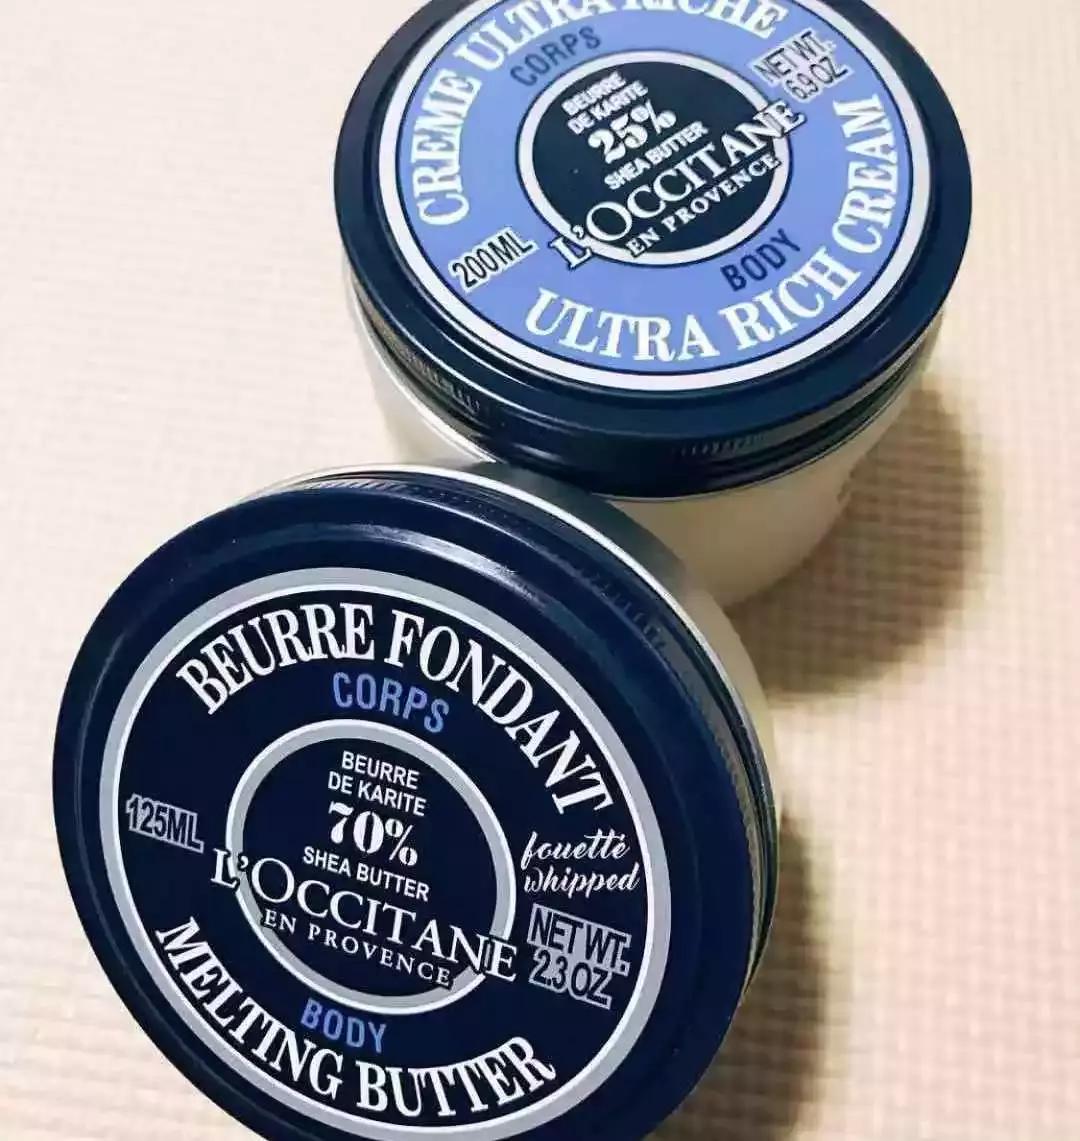 CREME ULTRA RICHE
CORPS
NET WT.
6.9 OZ
BEURRE
DE KARITE
25%
SHEA BUTTER
L'OCCITANE
EN PROVENCE
200ML
BODY
ULTRA RICH CREAM
BEURRE FONDANT
CORPS
BEURRE
DE KARITE
70%
SHEA BUTTER
L'OCCITANE
EN PROVENCE
125ML
fouetté
whipped
NET WT.
2.3 OZ.
BODY
MELTING BUTTER